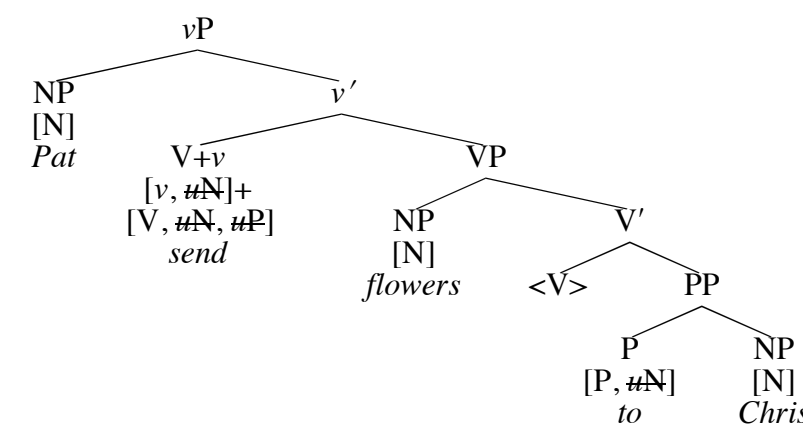 vP
NP v′
[N]
Pat V+v VP
[v, uN]+
[V, uN, uP] NP V′
send [N]
flowers <V> PP
P NP
[P, uN] [N]
to Chris